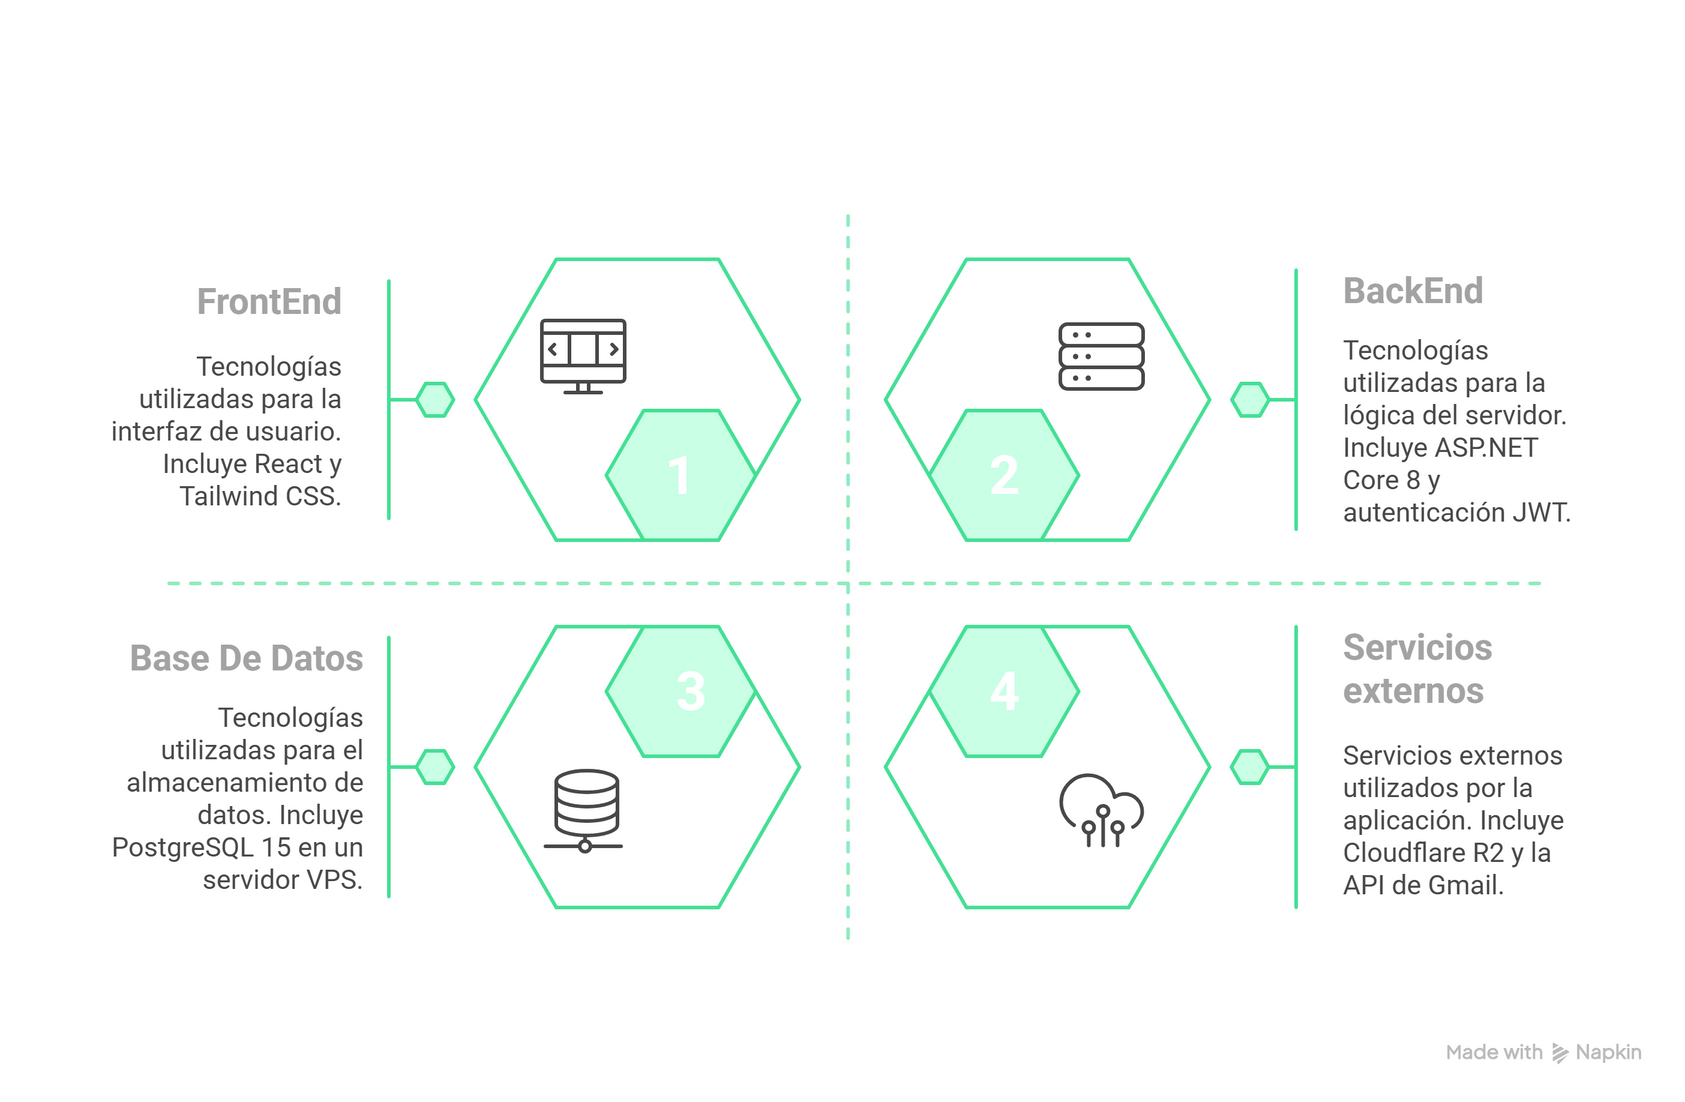 FrontEnd
Tecnologías
utilizadas para la
interfaz de usuario.
Incluye React y
Tailwind CSS.
1
2
BackEnd
Tecnologías
utilizadas para la
lógica del servidor.
Incluye ASP.NET
Core 8 y
autenticación JWT.
Base De Datos
Tecnologías
utilizadas para el
almacenamiento de
datos. Incluye
PostgreSQL 15 en un
servidor VPS.
3
4
Servicios
externos
Servicios externos
utilizados por la
aplicación. Incluye
Cloudflare R2 y la
API de Gmail.
Made with Napkin